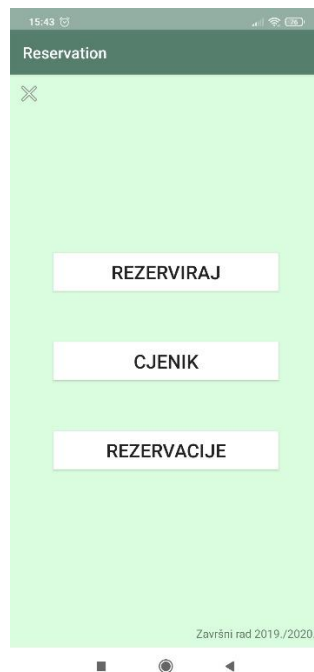 15:43
Reservation
REZERVIRAJ
CJENIK
REZERVACIJE
Završni rad 2019./2020.